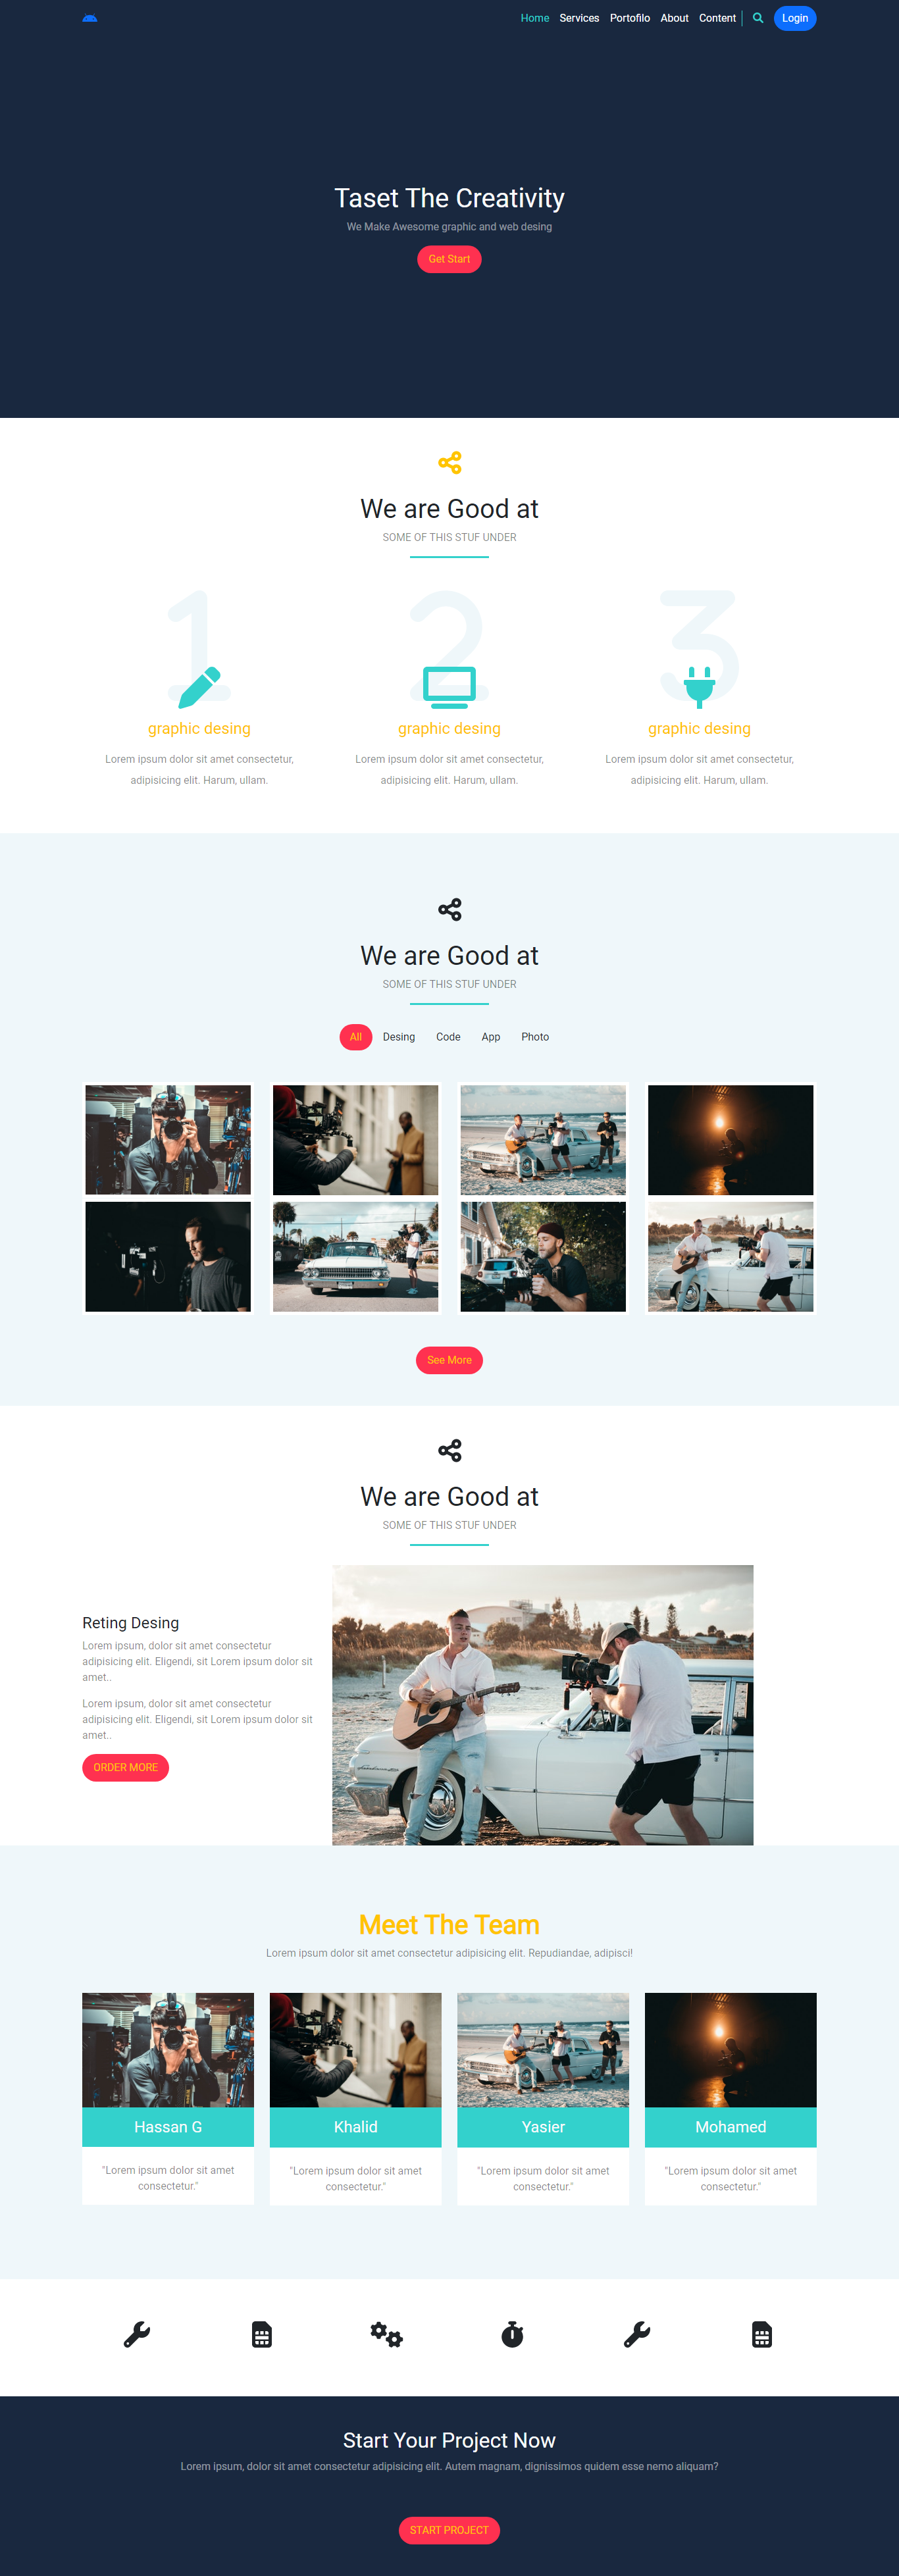 Home Services Portofilo About Content Login
Taset The Creativity
We Make Awesome graphic and web desing
Get Start
We are Good at
SOME OF THIS STUF UNDER
1 2 3
graphic desing graphic desing graphic desing
Lorem ipsum dolor sit amet consectetur, Lorem ipsum dolor sit amet consectetur, Lorem ipsum dolor sit amet consectetur,
adipisicing elit. Harum, ullam. adipisicing elit. Harum, ullam. adipisicing elit. Harum, ullam.
We are Good at
SOME OF THIS STUF UNDER
All Desing Code App Photo
See More
We are Good at
SOME OF THIS STUF UNDER
Reting Desing
Lorem ipsum, dolor sit amet consectetur
adipisicing elit. Eligendi, sit Lorem ipsum dolor sit
amet..
Lorem ipsum, dolor sit amet consectetur
adipisicing elit. Eligendi, sit Lorem ipsum dolor sit
amet..
ORDER MORE
Meet The Team
Lorem ipsum dolor sit amet consectetur adipisicing elit. Repudiandae, adipisci!
Hassan G Khalid Yasier Mohamed
"Lorem ipsum dolor sit amet "Lorem ipsum dolor sit amet "Lorem ipsum dolor sit amet "Lorem ipsum dolor sit amet
consectetur." consectetur." consectetur." consectetur."
Start Your Project Now
Lorem ipsum, dolor sit amet consectetur adipisicing elit. Autem magnam, dignissimos quidem esse nemo aliquam?
START PROJECT